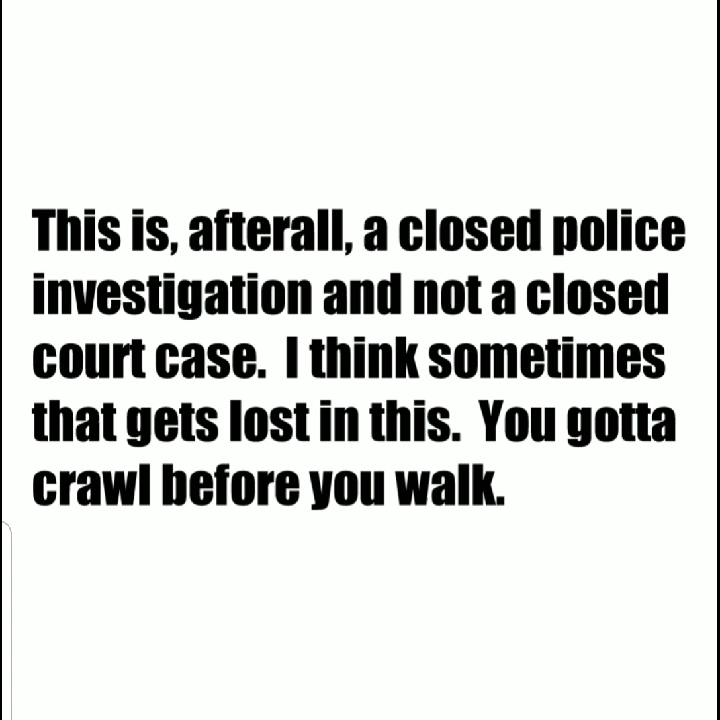 This is, afterall, a closed police
investigation and not a closed
court case.  I think sometimes
that gets lost in this.  You gotta
crawl before you walk.